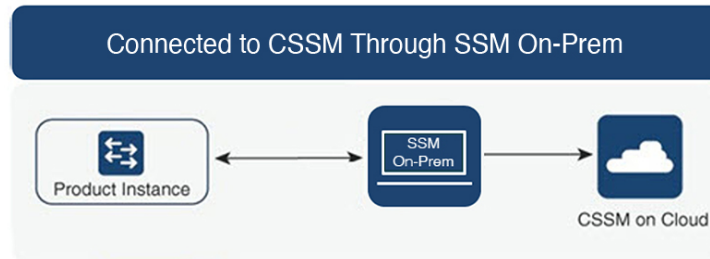 Connected to CSSM Through SSM On-Prem
SSM
On-Prem
Product Instance
CSSM on Cloud